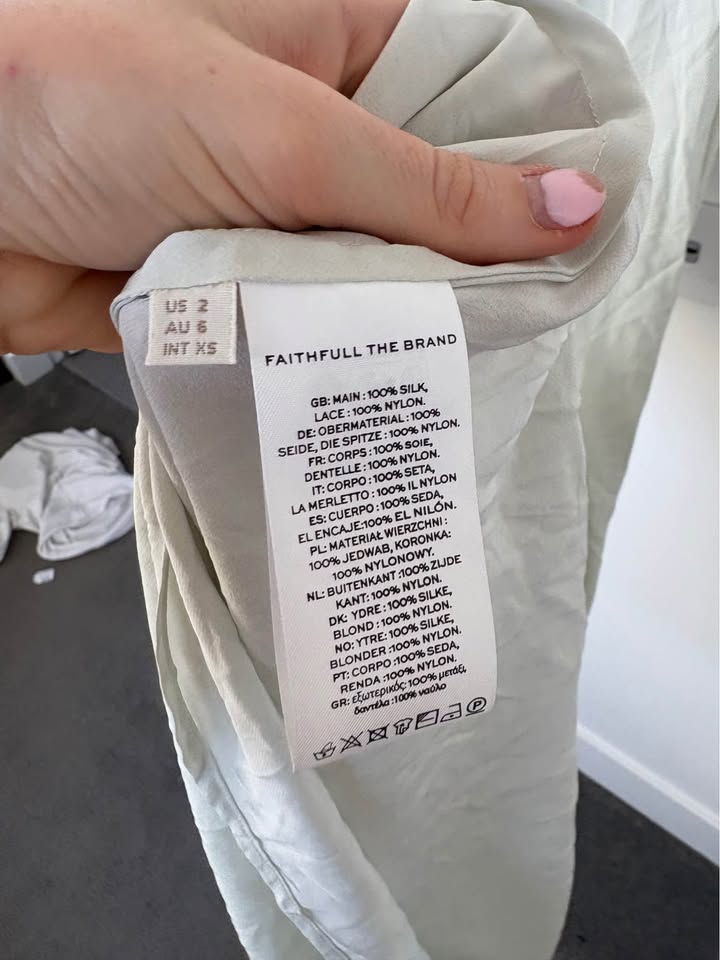 US 2
AU 6
INT XS
FAITHFULL THE BRAND
GB: MAIN : 100% SILK,
LACE : 100% NYLON.
DE: OBERMATERIAL : 100%
SEIDE, DIE SPITZE : 100% NYLON.
FR: CORPS : 100% SOIE,
DENTELLE : 100% NYLON.
IT: CORPO : 100% SETA,
LA MERLETTO : 100% IL NYLON
ES: CUERPO : 100% SEDA,
EL ENCAJE:100% EL NILÓN.
PL: MATERIAŁ WIERZCHNI :
100% JEDWAB, KORONKA:
100% NYLONOWY.
NL: BUITENKANT :100% ZIJDE
KANT: 100% NYLON.
DK: YDRE : 100% SILKE,
BLOND : 100% NYLON.
NO: YTRE: 100% SILKE,
BLONDER : 100% NYLON.
PT: CORPO :100% SEDA,
RENDA :100% NYLON.
GR: εξωτερικός: 100% μετάξι,
δαντέλα :100% ναύλο
P